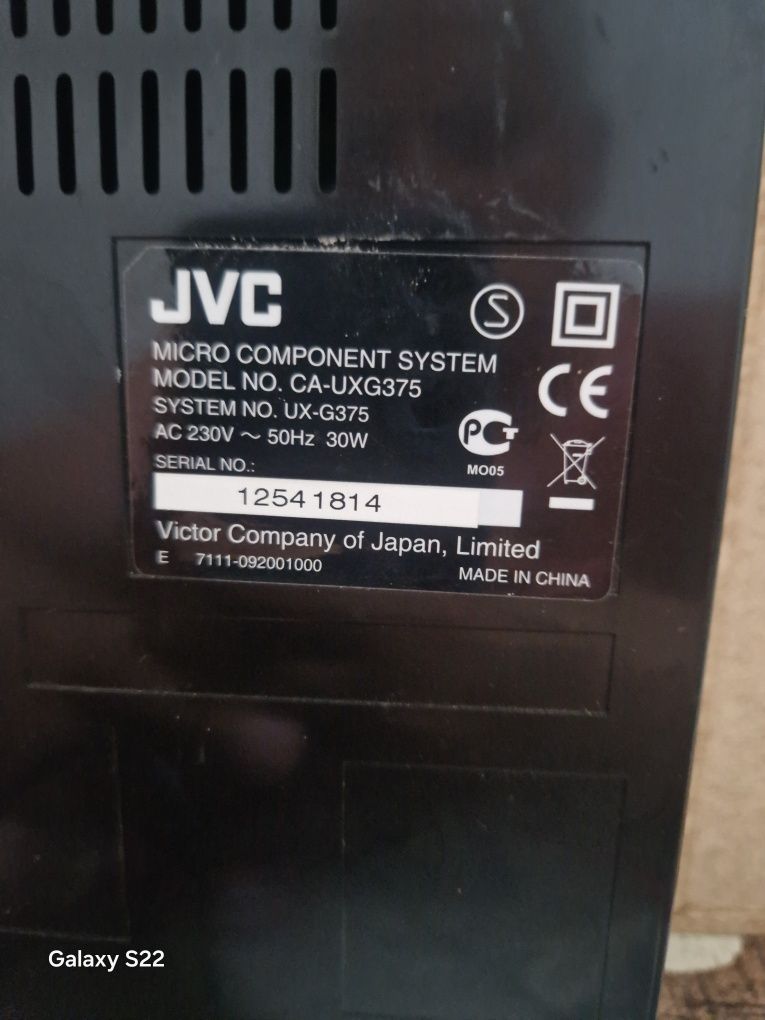 JVC
S
MICRO COMPONENT SYSTEM
MODEL NO. CA-UXG375
SYSTEM NO. UX-G375
AC 230V ~ 50Hz 30W
CE
PCT
MO05
SERIAL NO.:
12541814
Victor Company of Japan, Limited
E 7111-092001000
MADE IN CHINA
Galaxy S22